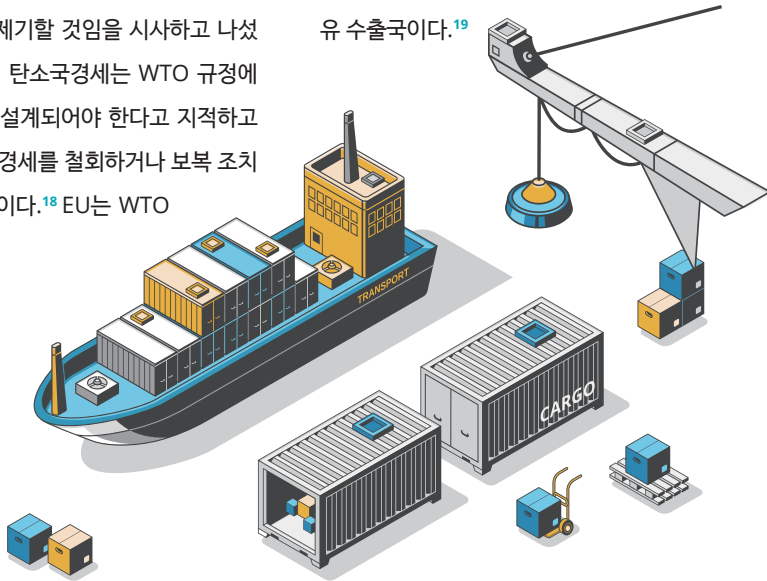 제기할 것임을 시사하고 나섰
탄소국경세는 WTO 규정에
설계되어야 한다고 지적하고
경세를 철회하거나 보복 조치
이다.18 EU는 WTO
유 수출국이다.19
TRANSPORT
CARGO